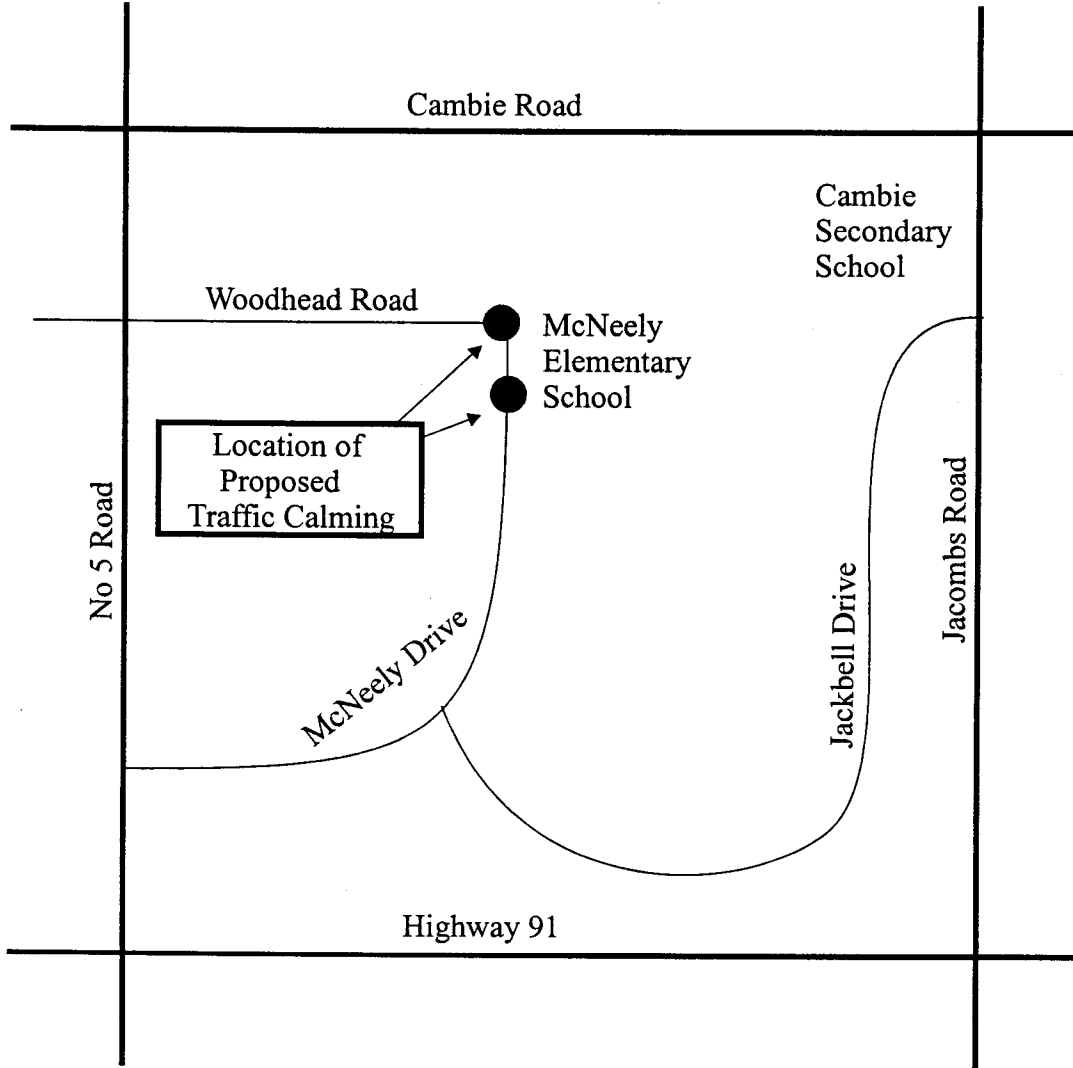 Cambie Road
Cambie
Secondary
School
Woodhead Road
McNeely
Elementary
School
Location of
Proposed
Traffic Calming
No 5 Road
McNeely Drive
Jackbell Drive
Jacombs Road
Highway 91